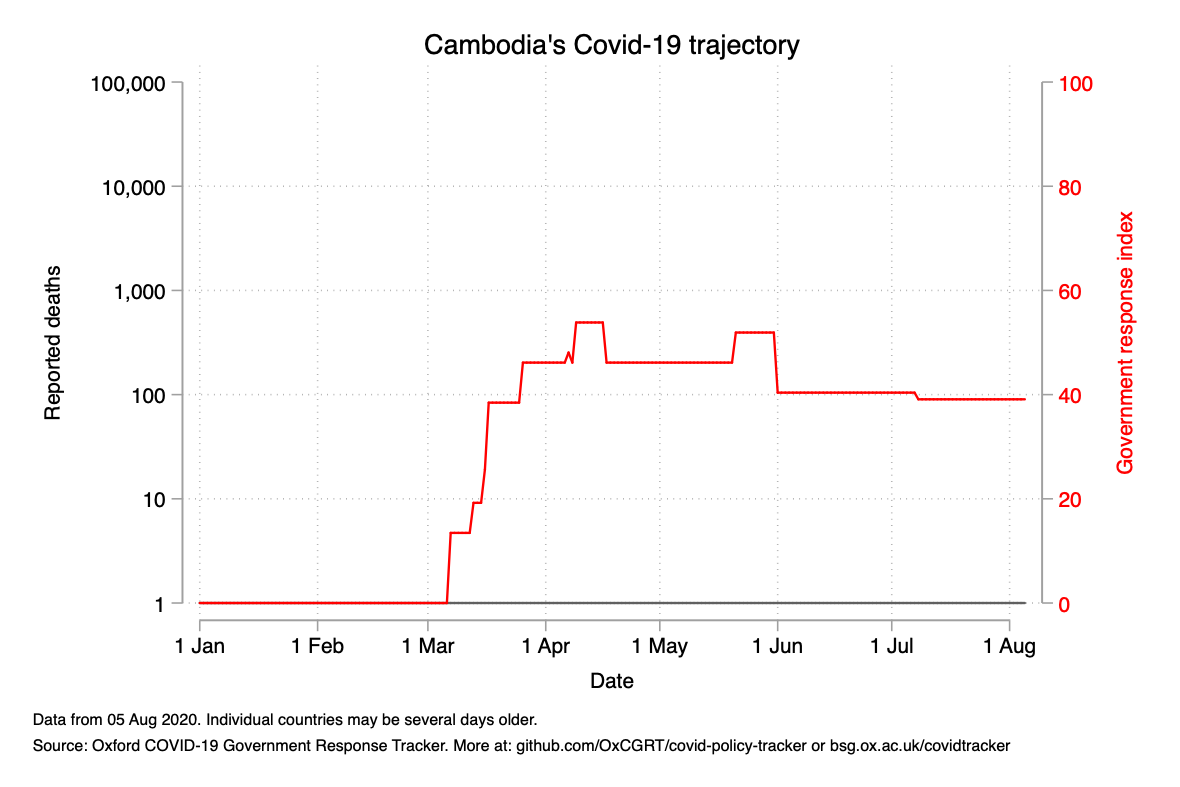 Cambodia's Covid-19 trajectory
100,000
10,000
1,000
100
10
1
Reported deaths
100
80
60
40
20
0
Government response index
1 Jan 1 Feb 1 Mar 1 Apr 1 May 1 Jun 1 Jul 1 Aug
Date
Data from 05 Aug 2020. Individual countries may be several days older.
Source: Oxford COVID-19 Government Response Tracker. More at: github.com/OxCGRT/covid-policy-tracker or bsg.ox.ac.uk/covidtracker